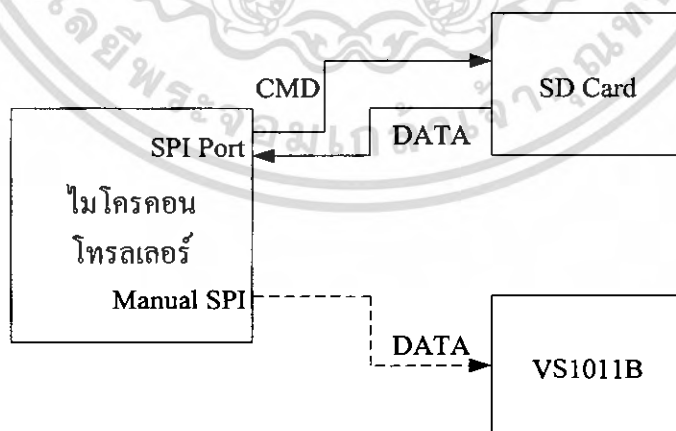 CMD
SD Card
SPI Port
DATA
ไมโครคอน
โทรลเลอร์
Manual SPI
DATA
VS1011B